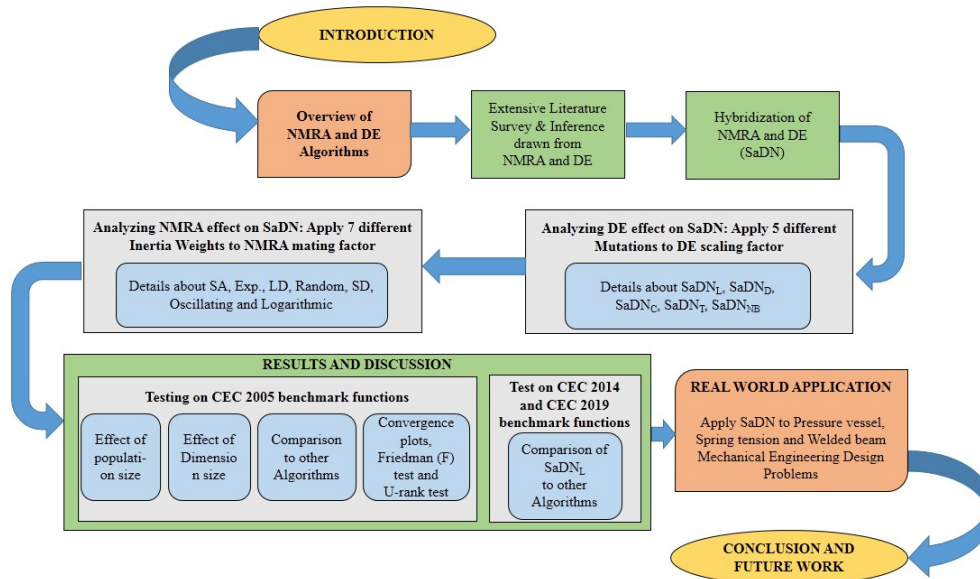 INTRODUCTION
Overview of
NMRA and DE
Algorithms
Extensive Literature
Survey & Inference
drawn from
NMRA and DE
Hybridization of
NMRA and DE
(SaDN)
Analyzing NMRA effect on SaDN: Apply 7 different
Inertia Weights to NMRA mating factor
Details about SA, Exp., LD, Random, SD,
Oscillating and Logarithmic
Analyzing DE effect on SaDN: Apply 5 different
Mutations to DE scaling factor
Details about SaDN_L, SaDN_D,
SaDN_C, SaDN_T, SaDN_NB
RESULTS AND DISCUSSION
Testing on CEC 2005 benchmark functions
Effect of
populati-
on size
Effect of
Dimensio
n size
Comparison
to other
Algorithms
Convergence
plots,
Friedman (F)
test and
U-rank test
Test on CEC 2014
and CEC 2019
benchmark functions
Comparison of
SaDN_L
to other
Algorithms
REAL WORLD APPLICATION
Apply SaDN to Pressure vessel,
Spring tension and Welded beam
Mechanical Engineering Design
Problems
CONCLUSION AND
FUTURE WORK